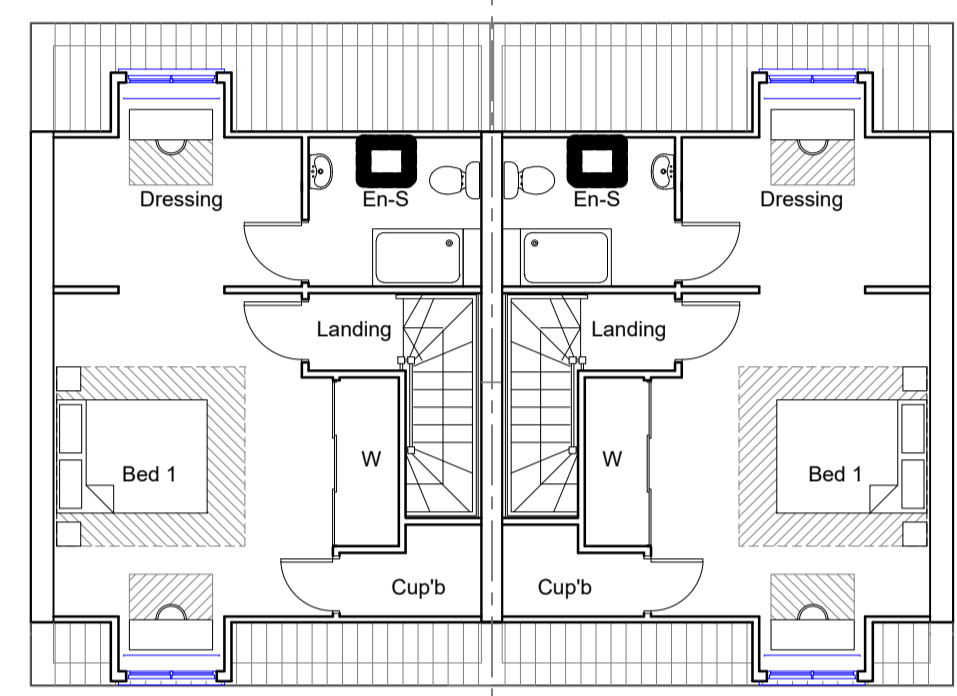 Dressing
En-S
En-S
Dressing
Landing
Landing
Bed 1
W
W
Bed 1
Cup'b
Cup'b